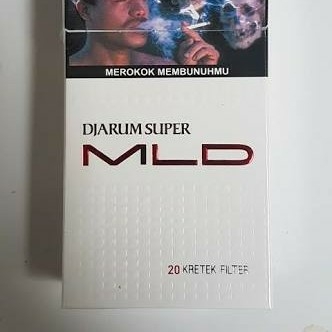 MEROKOK MEMBUNUHMU
DJARUM SUPER
MLD
20 KRETEK FILTER